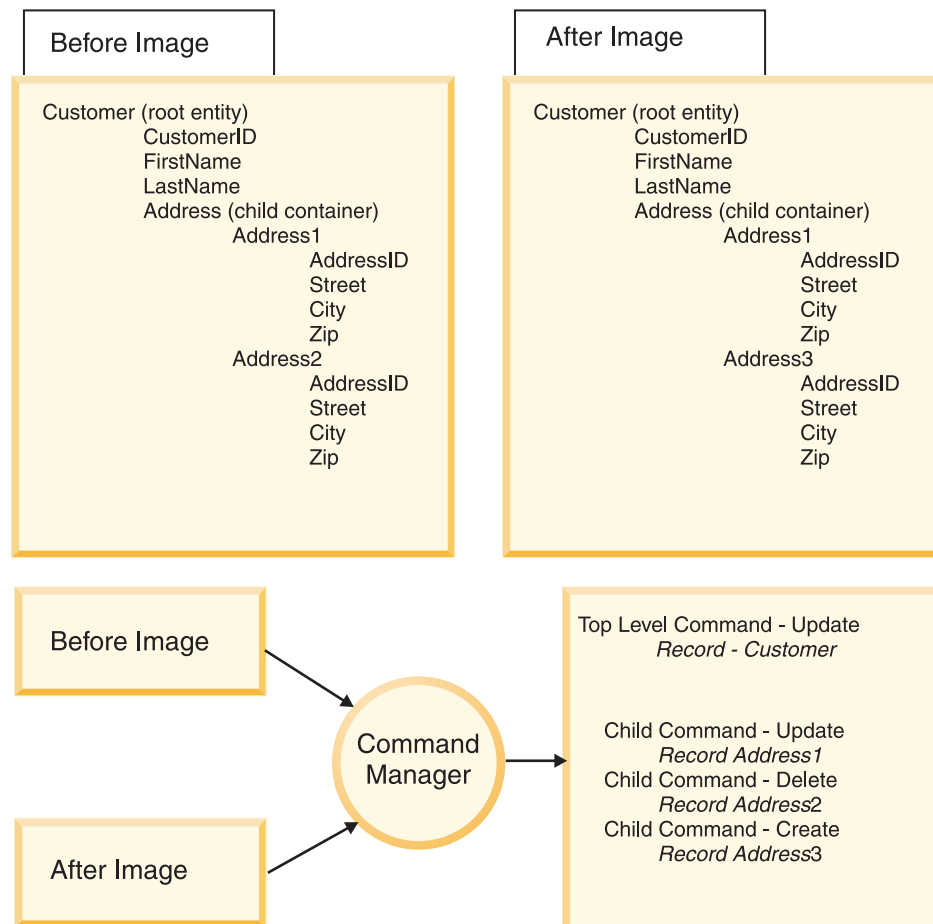 Before Image
Customer (root entity)
CustomerID
FirstName
LastName
Address (child container)
Address1
AddressID
Street
City
Zip
Address2
AddressID
Street
City
Zip
After Image
Customer (root entity)
CustomerID
FirstName
LastName
Address (child container)
Address1
AddressID
Street
City
Zip
Address3
AddressID
Street
City
Zip
Before Image
After Image
Command
Manager
Top Level Command - Update
Record - Customer
Child Command - Update
Record Address1
Child Command - Delete
Record Address2
Child Command - Create
Record Address3